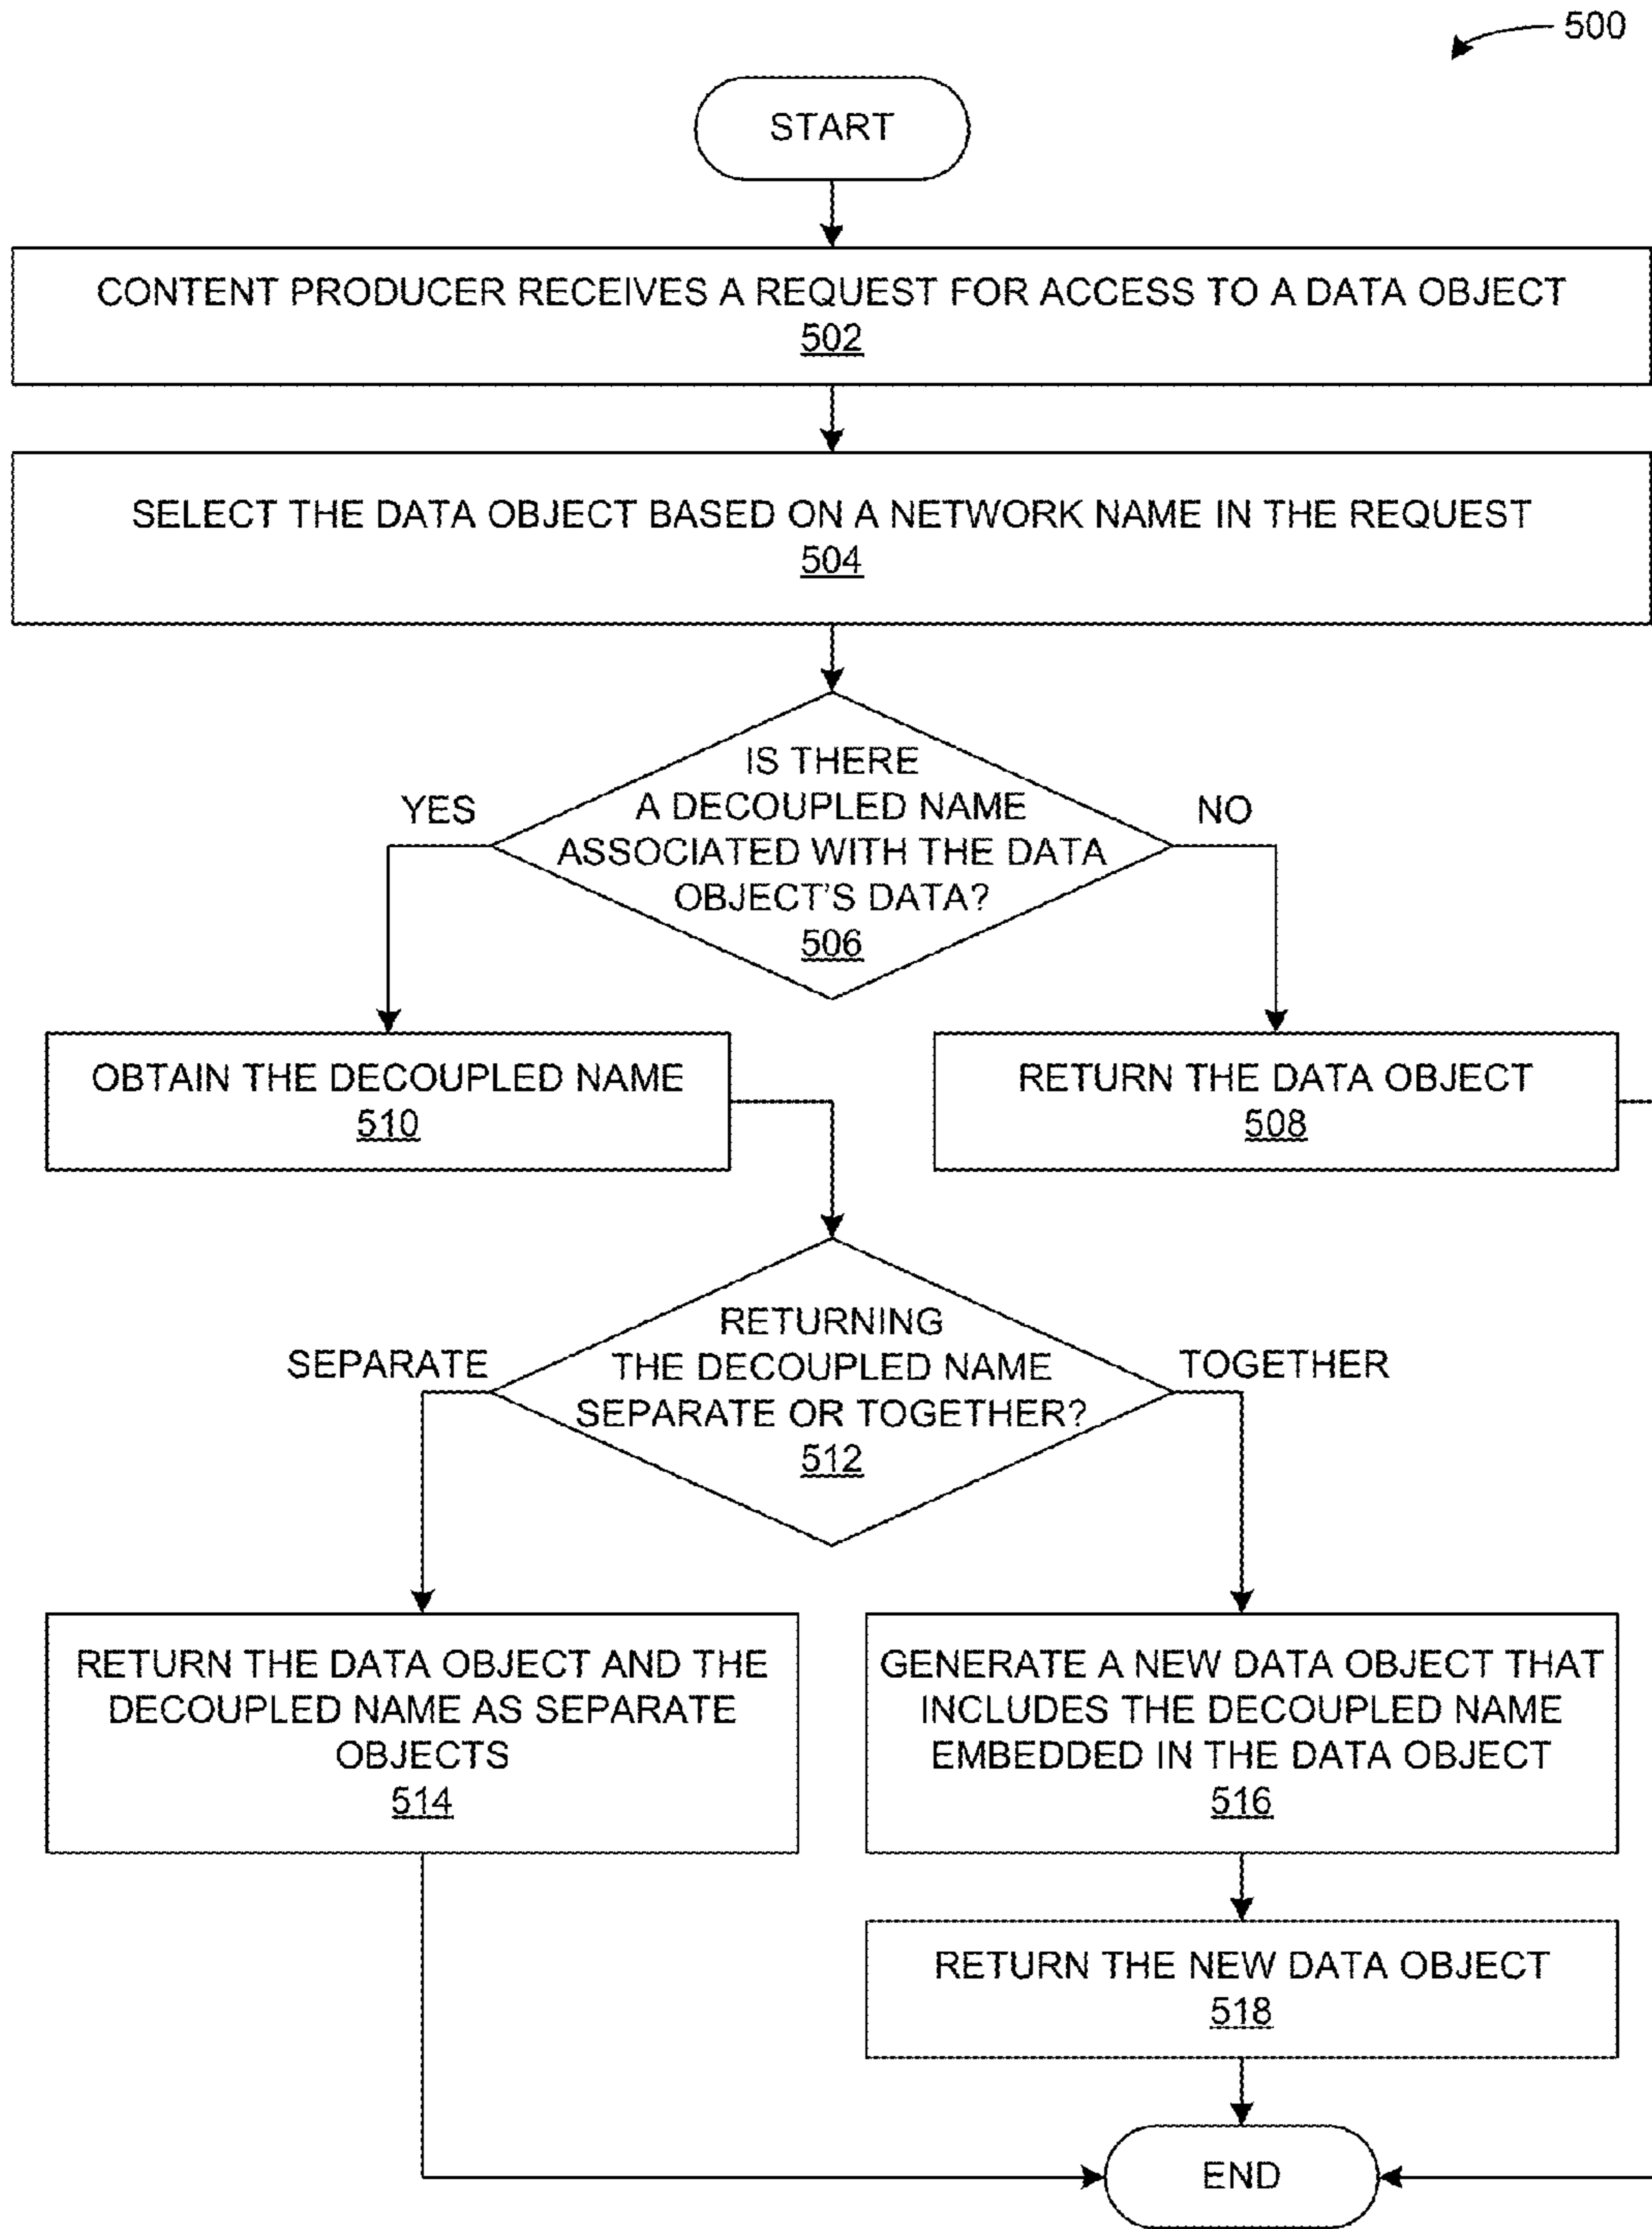 500
START
CONTENT PRODUCER RECEIVES A REQUEST FOR ACCESS TO A DATA OBJECT
502
SELECT THE DATA OBJECT BASED ON A NETWORK NAME IN THE REQUEST
504
IS THERE
A DECOUPLED NAME
ASSOCIATED WITH THE DATA
OBJECT'S DATA?
506
YES
NO
OBTAIN THE DECOUPLED NAME
510
RETURN THE DATA OBJECT
508
RETURNING
THE DECOUPLED NAME
SEPARATE OR TOGETHER?
512
SEPARATE
TOGETHER
RETURN THE DATA OBJECT AND THE
DECOUPLED NAME AS SEPARATE
OBJECTS
514
GENERATE A NEW DATA OBJECT THAT
INCLUDES THE DECOUPLED NAME
EMBEDDED IN THE DATA OBJECT
516
RETURN THE NEW DATA OBJECT
518
END